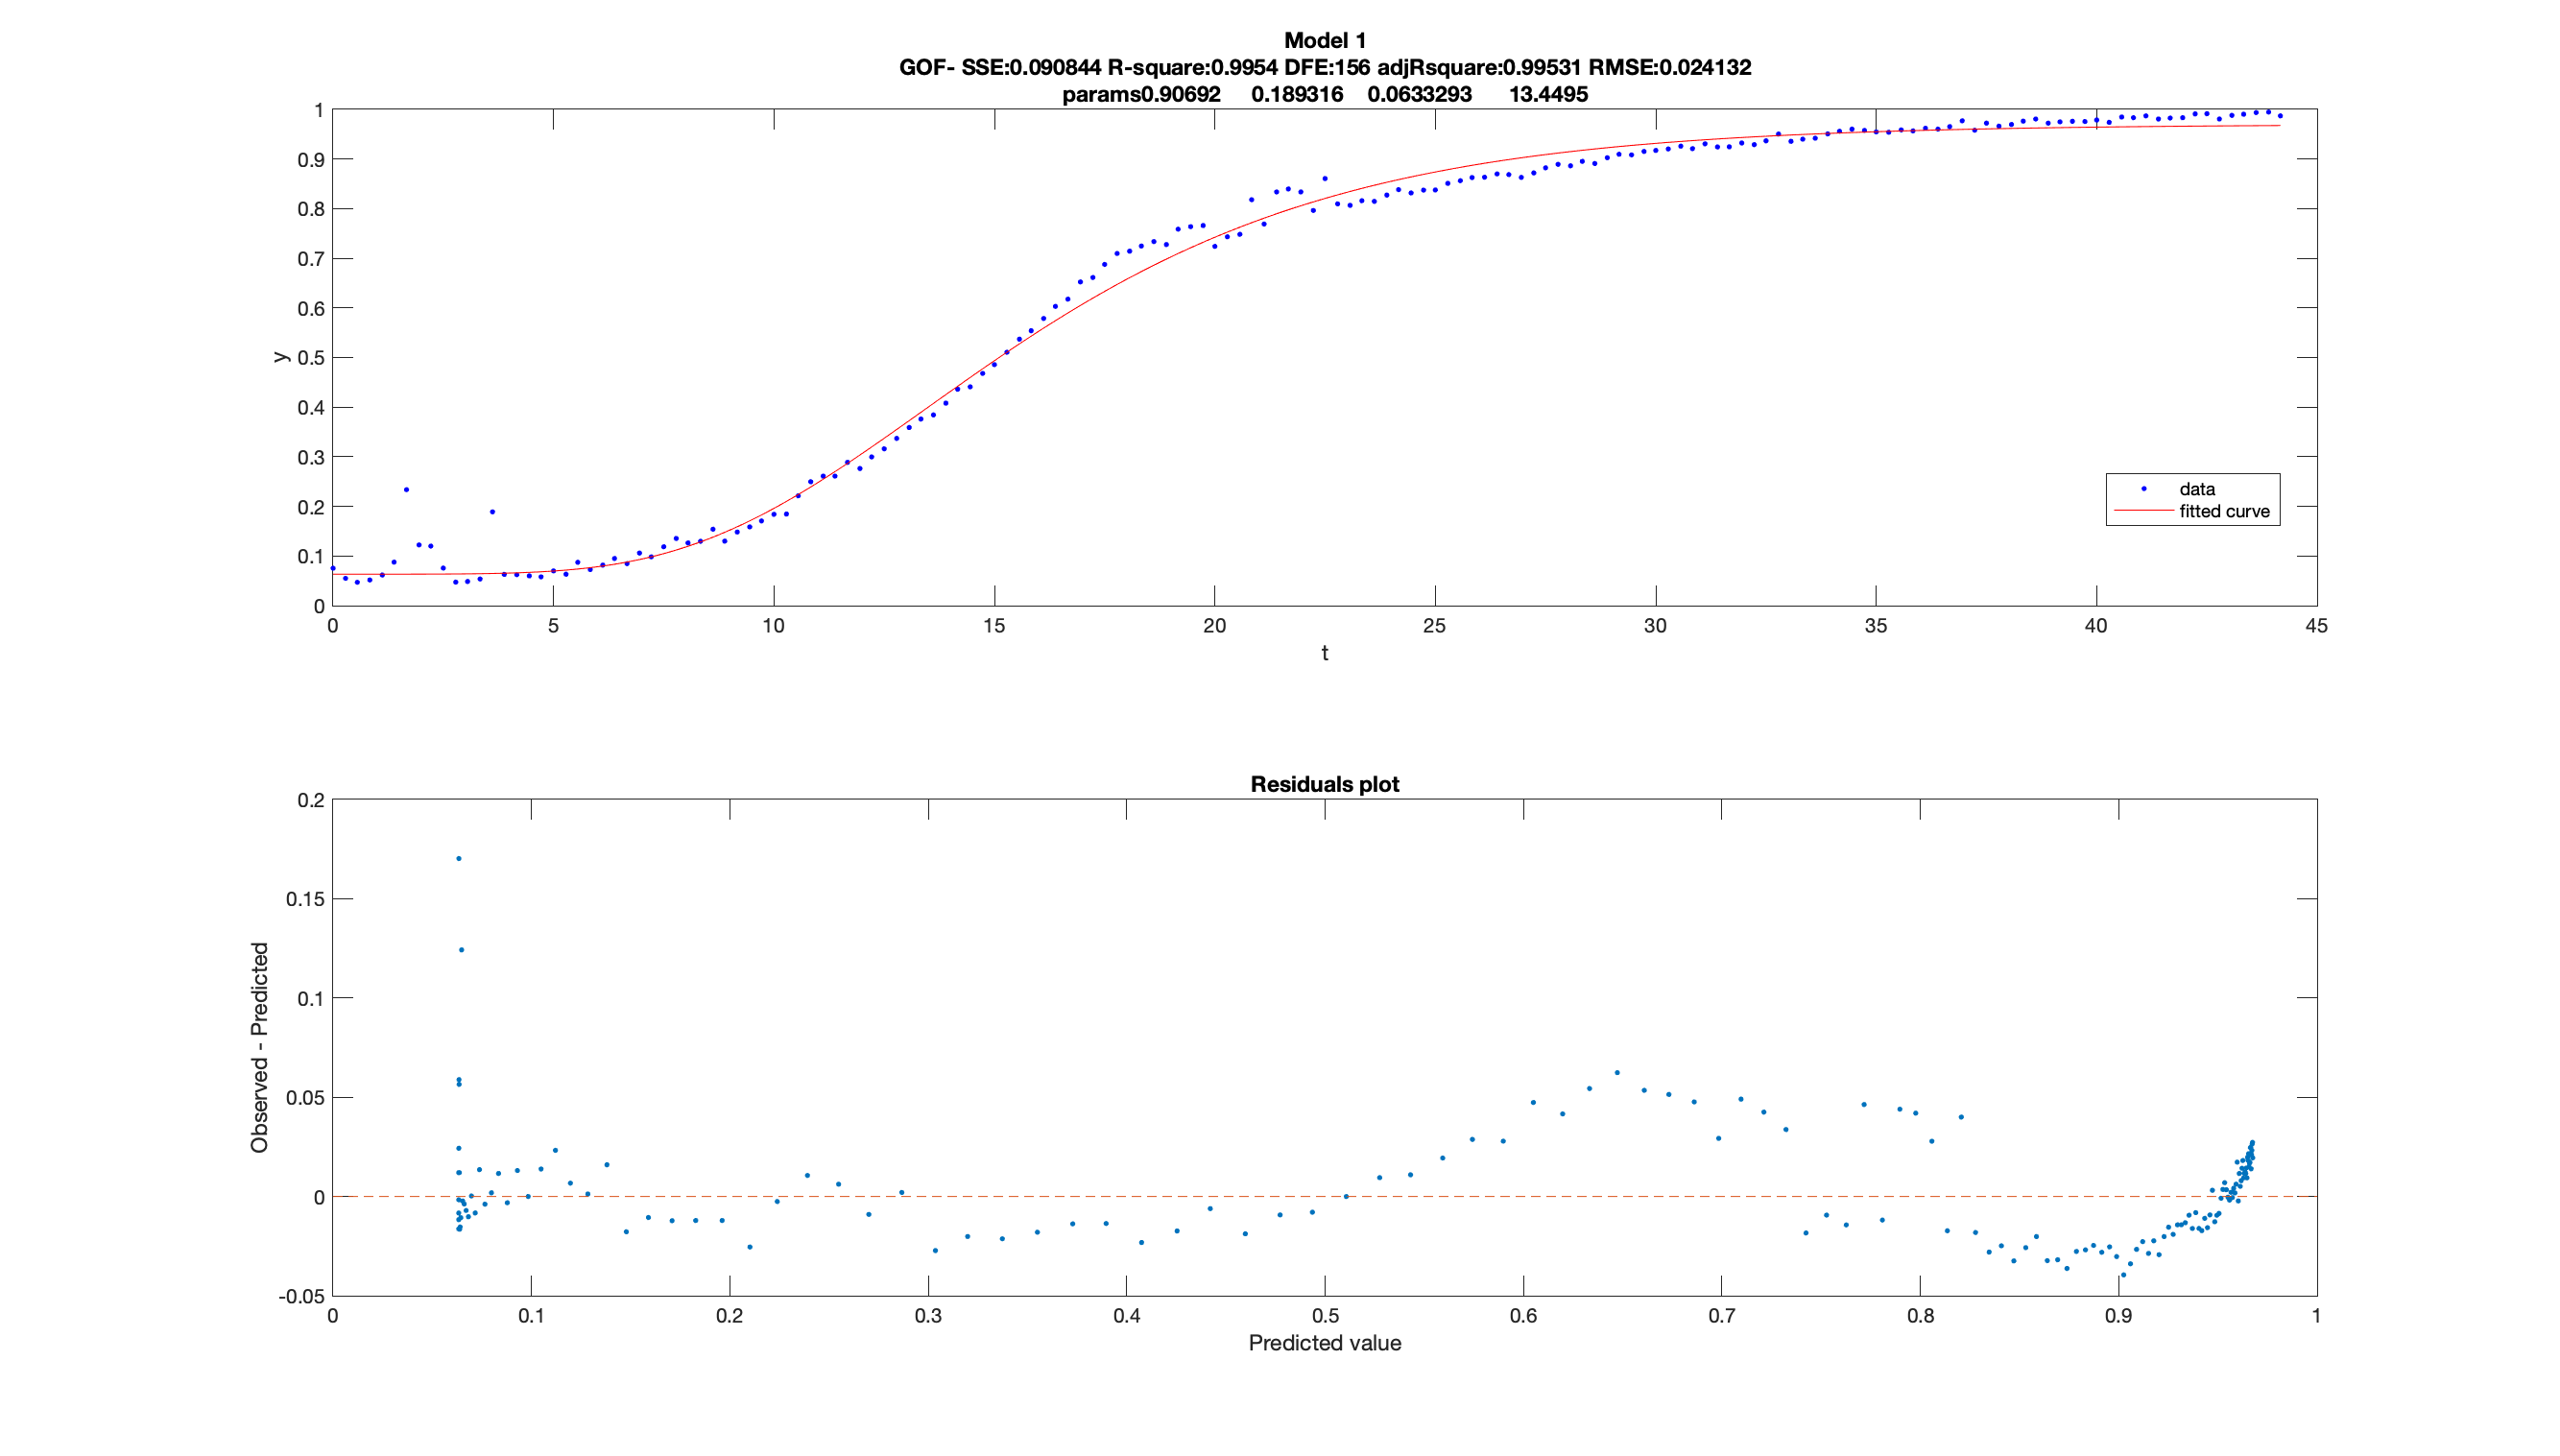 Model 1
GOF- SSE:0.090844 R-square:0.9954 DFE:156 adjRsquare:0.99531 RMSE:0.024132
params0.90692 0.189316 0.0633293 13.4495
1
0.9
0.8
0.7
0.6
0.5
0.4
0.3
0.2
0.1
0
y
data
fitted curve
0 5 10 15 20 25 30 35 40 45
t
Residuals plot
0.2
0.15
0.1
0.05
0
-0.05
Observed - Predicted
0 0.1 0.2 0.3 0.4 0.5 0.6 0.7 0.8 0.9 1
Predicted value